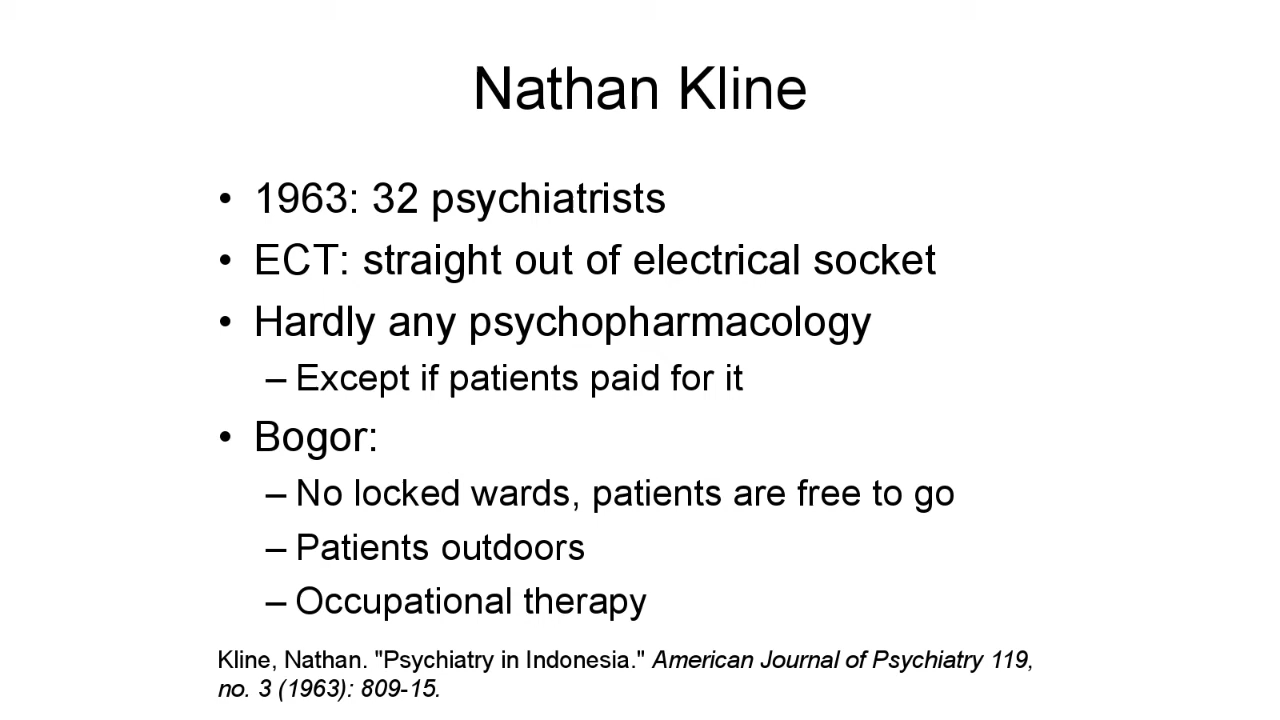 Nathan Kline
• 1963: 32 psychiatrists
• ECT: straight out of electrical socket
• Hardly any psychopharmacology
– Except if patients paid for it
• Bogor:
– No locked wards, patients are free to go
– Patients outdoors
– Occupational therapy
Kline, Nathan. "Psychiatry in Indonesia." American Journal of Psychiatry 119,
no. 3 (1963): 809-15.